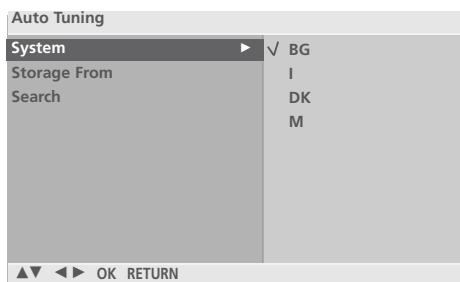 Auto Tuning
System ► √ BG
Storage From I
Search DK
M
▲▼ ◄► OK RETURN